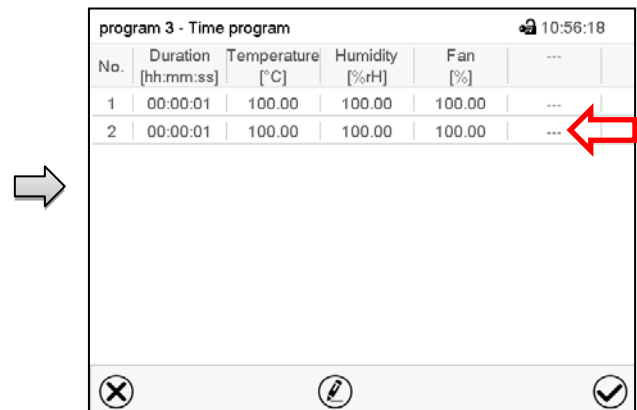 program 3 - Time program 10:56:18
No. Duration [hh:mm:ss] Temperature [°C] Humidity [%rH] Fan [%] ---
1 00:00:01 100.00 100.00 100.00 ---
2 00:00:01 100.00 100.00 100.00 ---